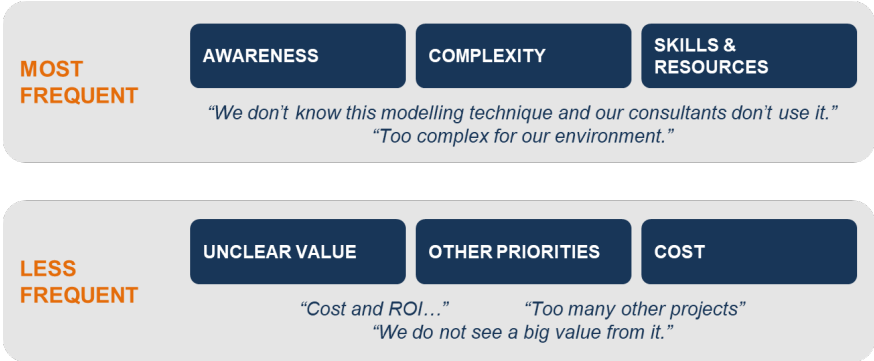 MOST
FREQUENT
AWARENESS
COMPLEXITY
SKILLS &
RESOURCES
“We don’t know this modelling technique and our consultants don’t use it.”
“Too complex for our environment.”
LESS
FREQUENT
UNCLEAR VALUE
OTHER PRIORITIES
COST
“Cost and ROI…”
“Too many other projects”
“We do not see a big value from it.”